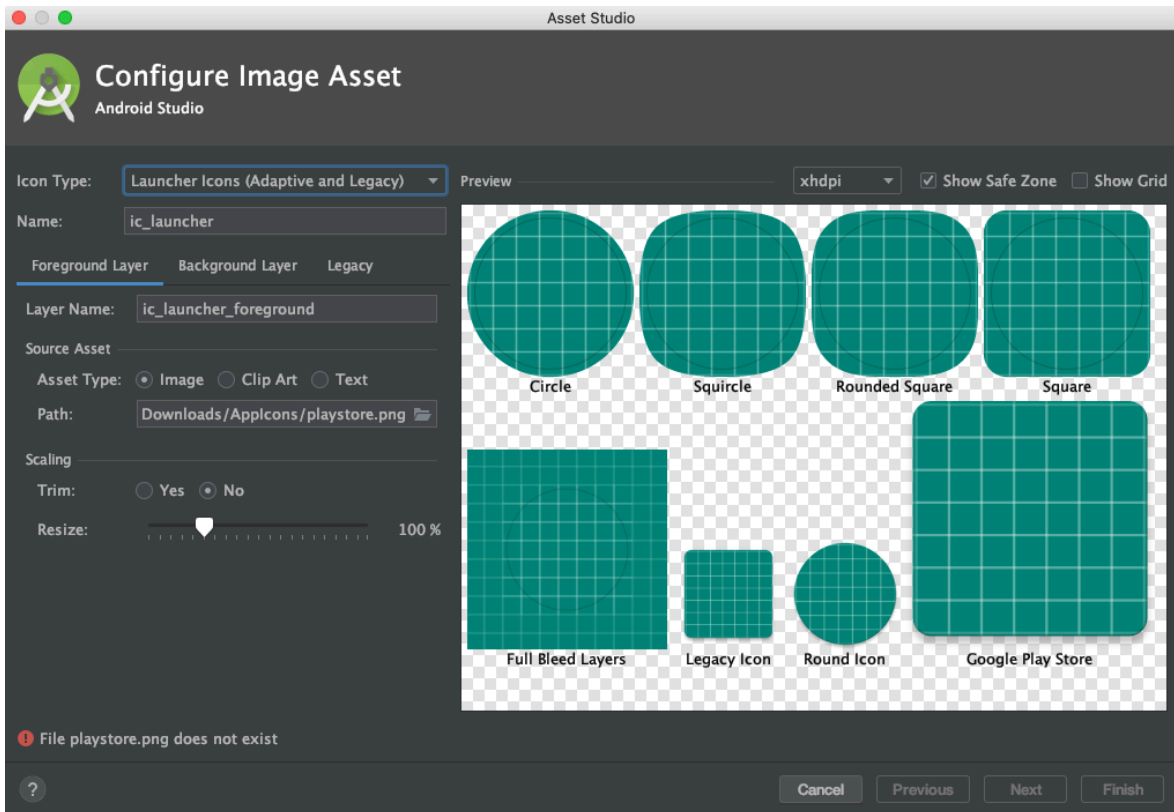 Asset Studio
Configure Image Asset
Android Studio
Icon Type: Launcher Icons (Adaptive and Legacy)
Name: ic_launcher
Foreground Layer Background Layer Legacy
Layer Name: ic_launcher_foreground
Source Asset
Asset Type: Image Clip Art Text
Path: Downloads/AppIcons/playstore.png
Scaling
Trim: Yes No
Resize: 100 %
Preview xhdpi Show Safe Zone Show Grid
Circle Squircle Rounded Square Square
Full Bleed Layers Legacy Icon Round Icon Google Play Store
File playstore.png does not exist
? Cancel Previous Next Finish